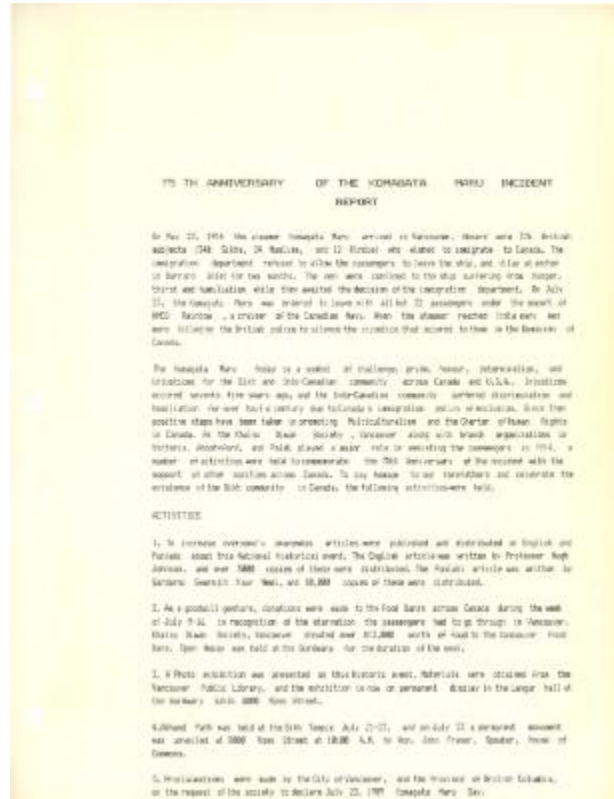 75 TH ANNIVERSARY OF THE KOMAGATA MARU INCIDENT
REPORT
On May 23, 1914 the steamer Komagata Maru arrived in Vancouver. Aboard were 376 British
subjects (340 Sikhs, 24 Muslims, and 12 Hindus) who wished to immigrate to Canada. The
immigration department refused to allow the passengers to leave the ship, and it lay at anchor
in Burrard Inlet for two months. The men were confined to the ship suffering from hunger,
thirst and humiliation while they awaited the decision of the immigration department. On July
23, the Komagata Maru was ordered to leave with all but 22 passengers under the escort of
HMCS Rainbow , a cruiser of the Canadian Navy. When the steamer reached India many men
were killed by the British police to silence the injustice that occured to them in the Dominion of
Canada.
The Komagata Maru today is a symbol of challenge, pride, honour, determination, and
injustices for the Sikh and Indo-Canadian community across Canada and U.S.A. Injustices
occured seventy five years ago, and the Indo-Canadian community suffered discrimination and
humiliation for over half a century due to Canada's immigration policy of exclusion. Since then
positive steps have been taken in promoting Multiculturalism and the Charter of Human Rights
in Canada. As the Khalsa Diwan Society , Vancouver along with branch organizations in
Victoria, Abbotsford, and Paldi played a major role in assisting the passengers in 1914, a
number of activities were held to commemorate the 75th Anniversary of the incident with the
support of other societies across Canada. To pay homage to our forefathers and celebrate the
existence of the Sikh community in Canada, the following activities were held.
ACTIVITIES
1. To increase everyone's awareness articles were published and distributed in English and
Punjabi about this National historical event. The English article was written by Professor Hugh
Johnson, and over 5000 copies of these were distributed. The Punjabi article was written by
and 10,000 copies of these were distributed.
2. As a goodwill gesture, donations were made to the Food Banks across Canada during the week
of July 9-16 in recognition of the starvation the passengers had to go through in Vancouver.
Khalsa Diwan Society, Vancouver donated over $12,000 worth of food to the Vancouver Food
Bank. Open House was held at the Gurdwara for the duration of the week.
3. A Photo exhibition was presented on this historic event. Materials were obtained from the
Vancouver Public Library, and the exhibition is now on permanent display in the Langar hall at
the Gurdwara Sahib 8000 Ross Street.
4. Akhand Path was held at the Sikh Temple July 21-23, and on July 23 a permanent monument
was unveiled at 8000 Ross Street at 10:00 A.M. by Hon. John Fraser, Speaker, House of
Commons.
5. Proclamations were made by the City of Vancouver, and the Province of British Columbia,
on the request of the society to declare July 23, 1989 Komagata Maru Day.